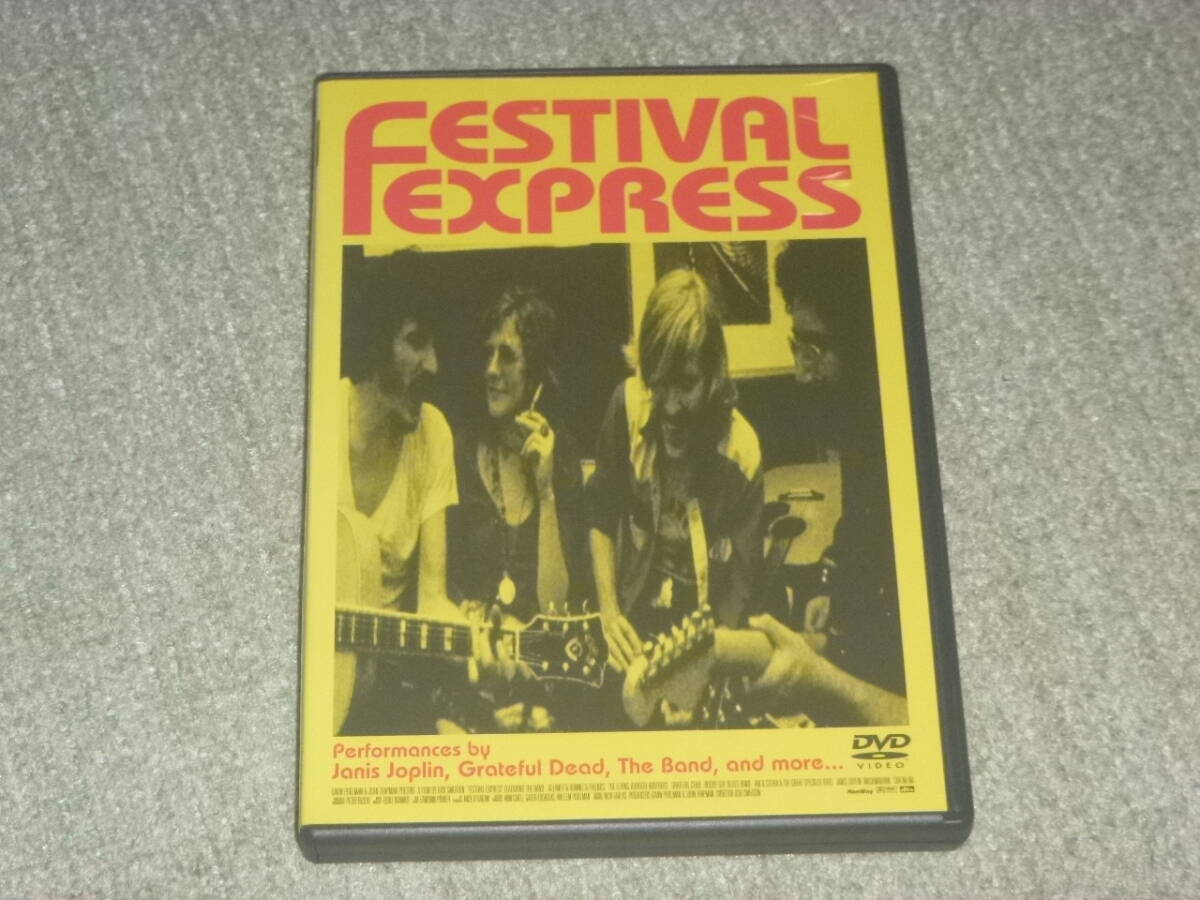 FESTIVAL
EXPRESS
Performances by
Janis Joplin, Grateful Dead, The Band, and more...
DVD
VIDEO